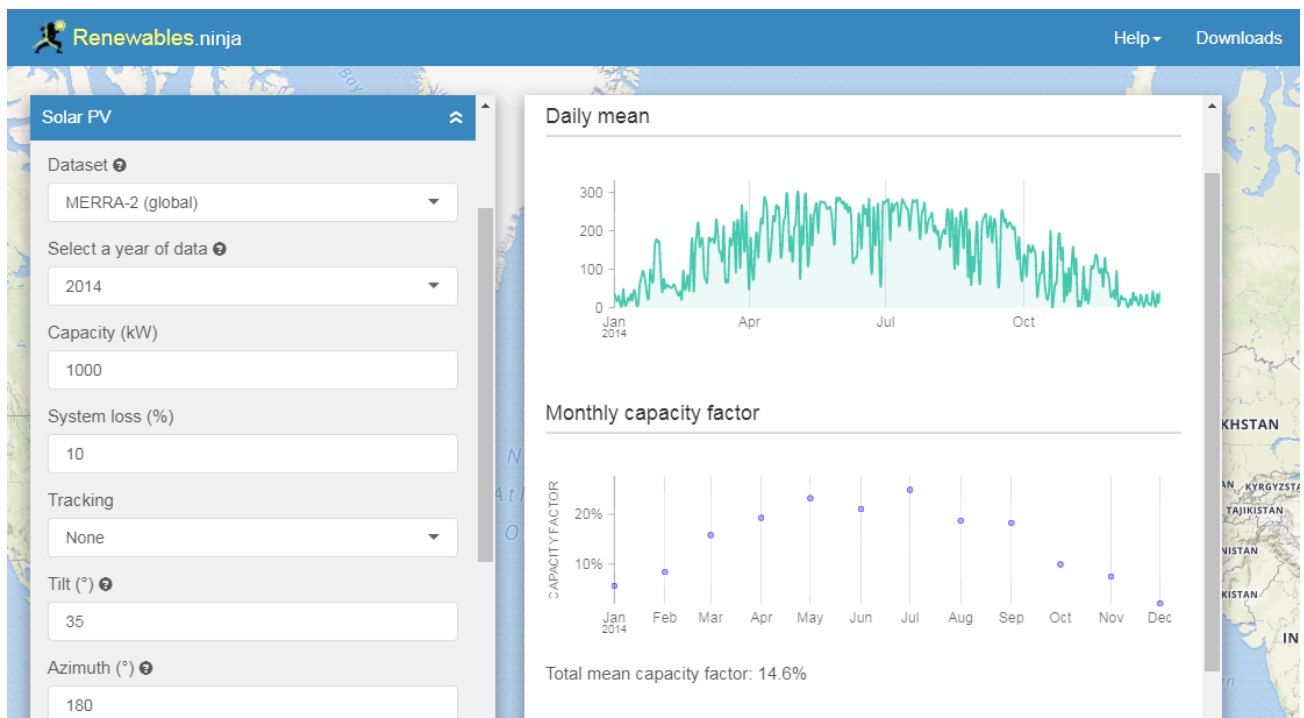 Renewables.ninja
Help
Downloads
Bay
Solar PV
Dataset
MERRA-2 (global)
Select a year of data
2014
Capacity (kW)
1000
System loss (%)
10
Tracking
None
Tilt (°)
35
Azimuth (°)
180
Daily mean
300
200
100
0
Jan Apr Jul Oct
2014
Monthly capacity factor
CAPACITY FACTOR
20%
10%
Jan Feb Mar Apr May Jun Jul Aug Sep Oct Nov Dec
2014
Total mean capacity factor: 14.6%
N
Atl
O
KHSTAN
AN KYRGYZSTA
TAJIKISTAN
NISTAN
KISTAN
IN